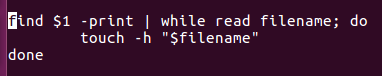 find $1 -print | while read filename; do
        touch -h "$filename"
done